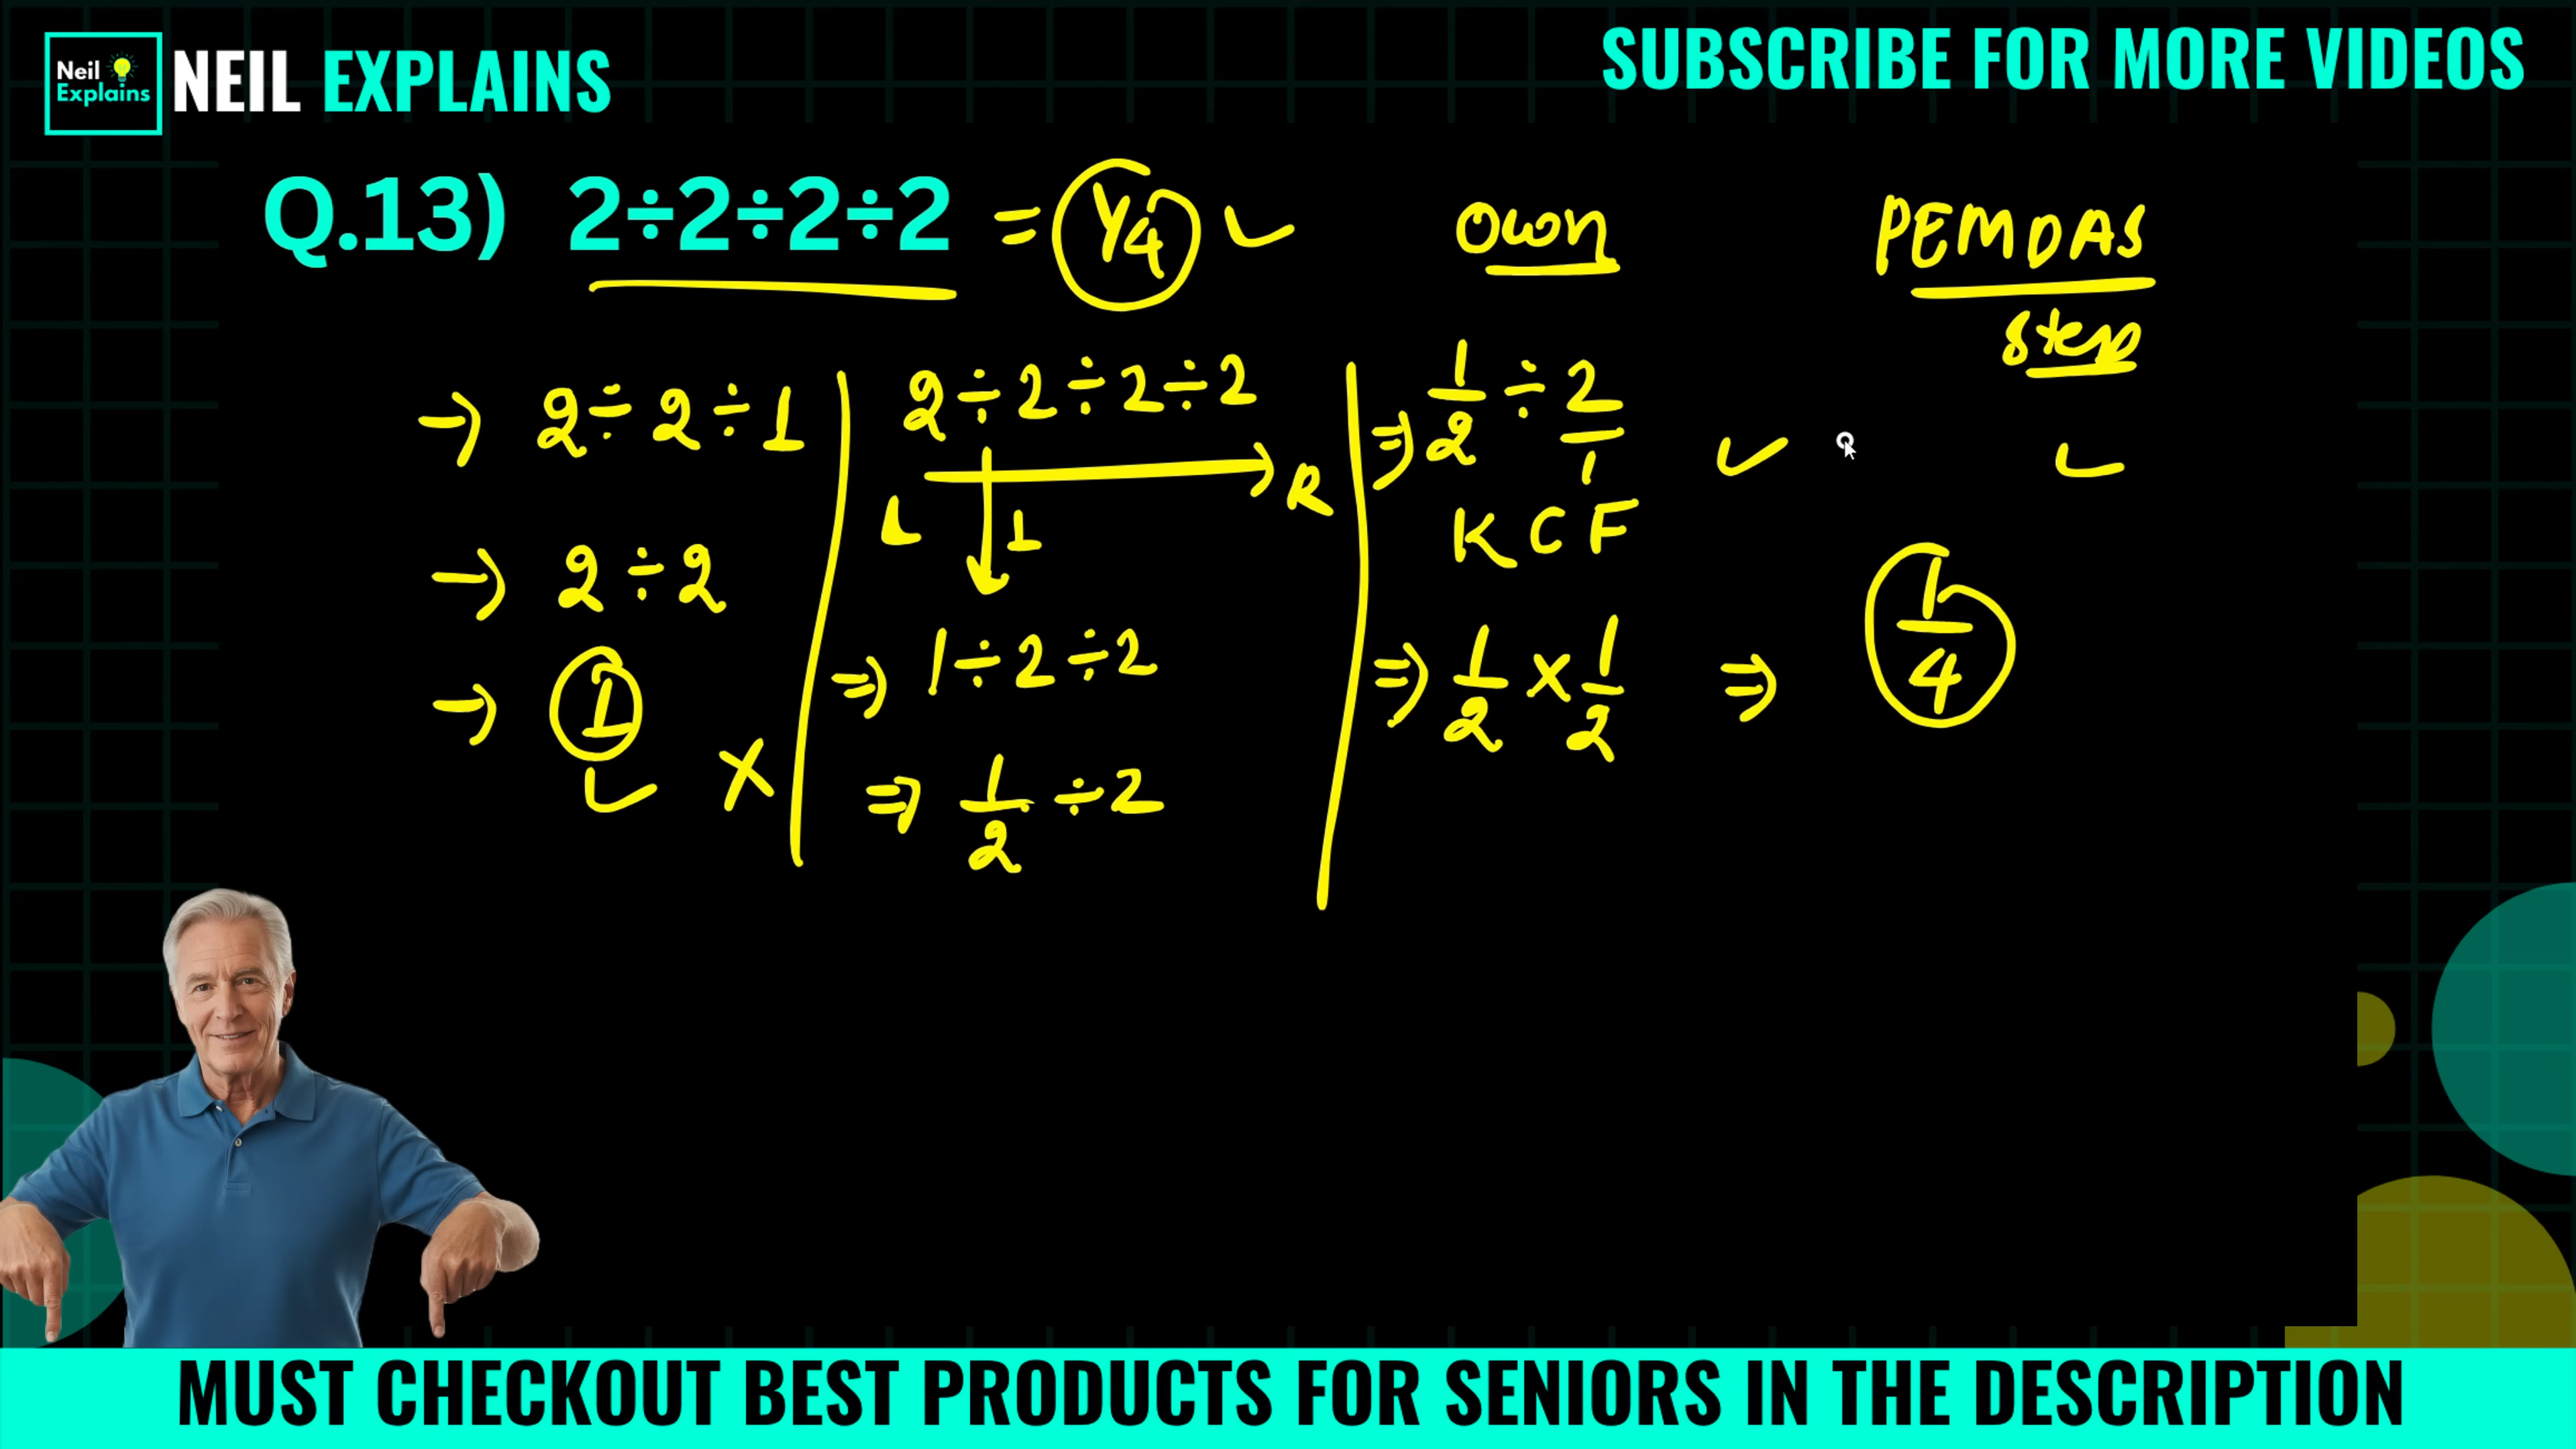 Neil
Explains
NEIL EXPLAINS
SUBSCRIBE FOR MORE VIDEOS
Q.13) 2÷2÷2÷2 = 1/4
Own
PEMDAS
step
→ 2÷2÷1
→ 2÷2
→ 1
X
2÷2÷2÷2
L R
1
⇒ 1÷2÷2
⇒ 1/2 ÷2
⇒ 1/2 ÷ 2/1
K C F
⇒ 1/2 × 1/2 ⇒ 1/4
MUST CHECKOUT BEST PRODUCTS FOR SENIORS IN THE DESCRIPTION